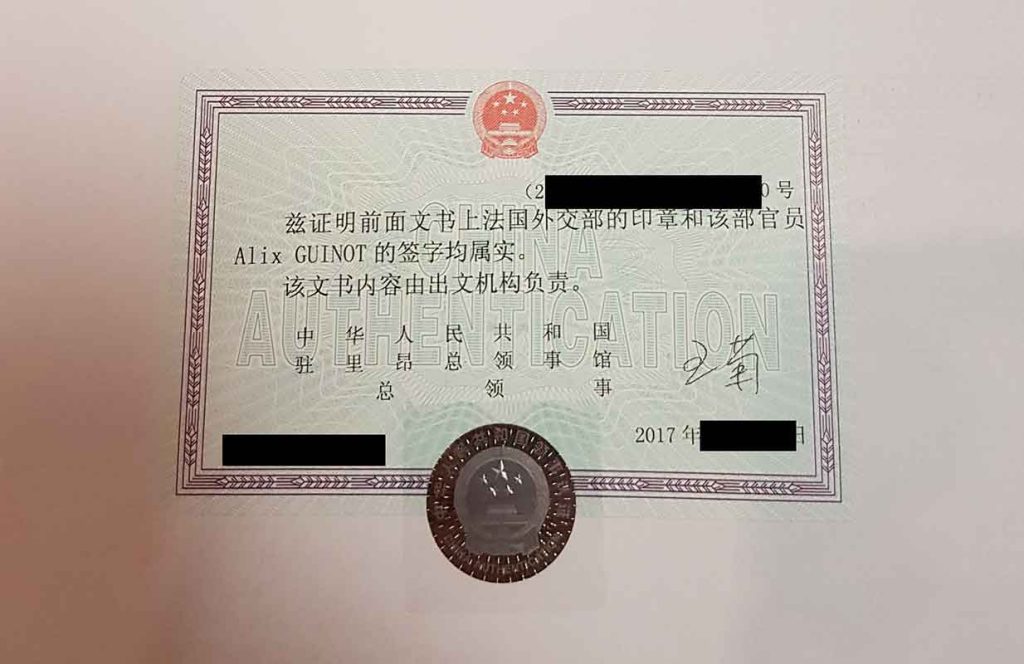 (2 0 号
兹证明前面文书上法国外交部的印章和该部官员
Alix GUINOT 的签字均属实。
该文书内容由出文机构负责。
CHINA
AUTHENTICATION
中华人民共和国
驻里昂总领事馆
总领事
王菊
2017 年 日